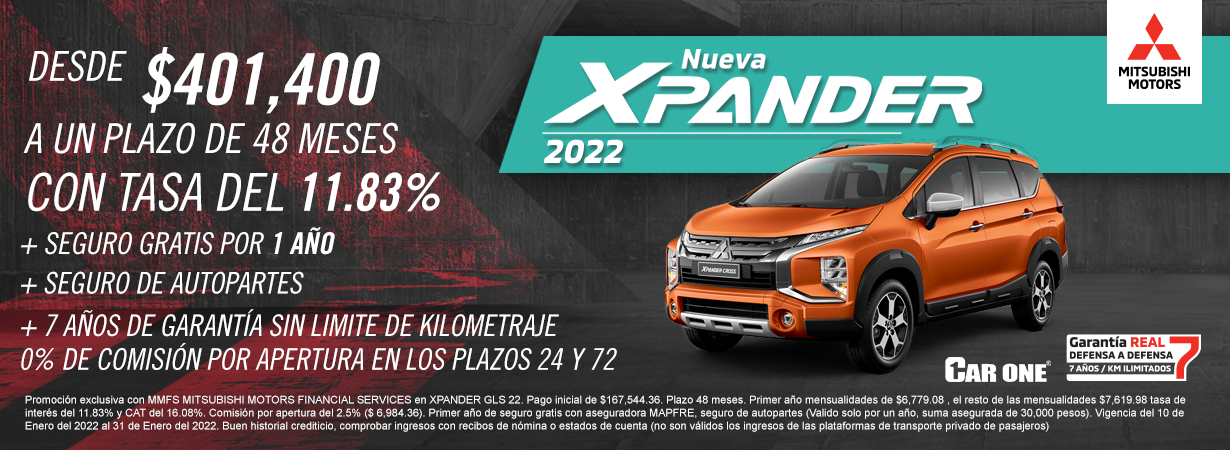 DESDE $401,400
A UN PLAZO DE 48 MESES
CON TASA DEL 11.83%
+ SEGURO GRATIS POR 1 AÑO
+ SEGURO DE AUTOPARTES
+ 7 AÑOS DE GARANTÍA SIN LIMITE DE KILOMETRAJE
0% DE COMISIÓN POR APERTURA EN LOS PLAZOS 24 Y 72
Nueva
XPANDER
2022
MITSUBISHI
MOTORS
XPANDER CROSS
CAR ONE®
Garantía REAL
DEFENSA A DEFENSA
7 AÑOS / KM ILIMITADOS
7
Promoción exclusiva con MMFS MITSUBISHI MOTORS FINANCIAL SERVICES en XPANDER GLS 22. Pago inicial de $167,544.36. Plazo 48 meses. Primer año mensualidades de $6,779.08 , el resto de las mensualidades $7,619.98 tasa de
interés del 11.83% y CAT del 16.08%. Comisión por apertura del 2.5% ($ 6,984.36). Primer año de seguro gratis con aseguradora MAPFRE, seguro de autopartes (Valido solo por un año, suma asegurada de 30,000 pesos). Vigencia del 10 de
Enero del 2022 al 31 de Enero del 2022. Buen historial crediticio, comprobar ingresos con recibos de nómina o estados de cuenta (no son válidos los ingresos de las plataformas de transporte privado de pasajeros)